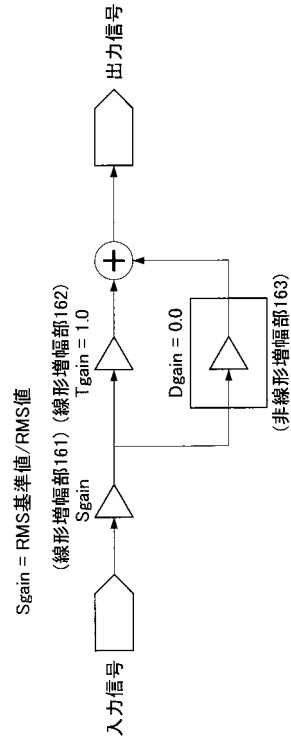 Sgain = RMS基準値/RMS値
(線形増幅部161) (線形増幅部162)
Sgain
Tgain = 1.0
入力信号
+
出力信号
Dgain = 0.0
(非線形増幅部163)